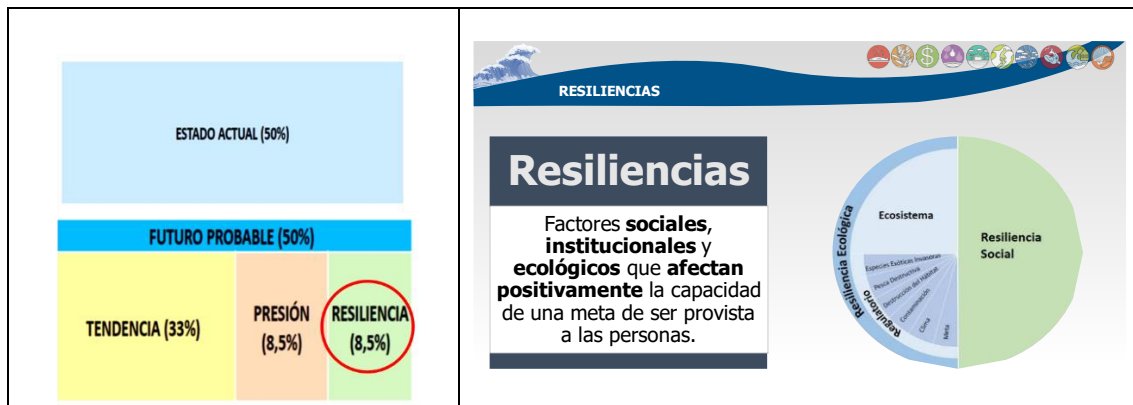 ESTADO ACTUAL (50%)
FUTURO PROBABLE (50%)
TENDENCIA (33%)
PRESIÓN
(8,5%)
RESILIENCIA
(8,5%)
RESILIENCIAS
Resiliencias
Factores sociales,
institucionales y
ecológicos que afectan
positivamente la capacidad
de una meta de ser provista
a las personas.
Resiliencia Ecológica
Ecosistema
Regulatorio
Especies Exóticas Invasoras
Pesca Destructiva
Destrucción del Hábitat
Contaminación
Clima
Meta
Resiliencia
Social